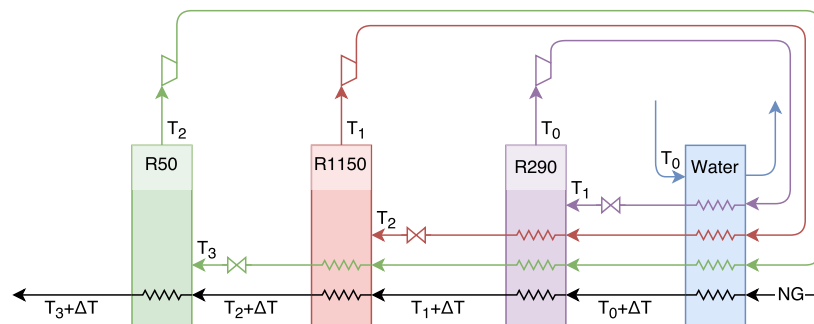 T₂
T₁
T₀
R50
R1150
R290
T₀
Water
T₁
T₂
T₃
T₃+ΔT
T₂+ΔT
T₁+ΔT
T₀+ΔT
NG